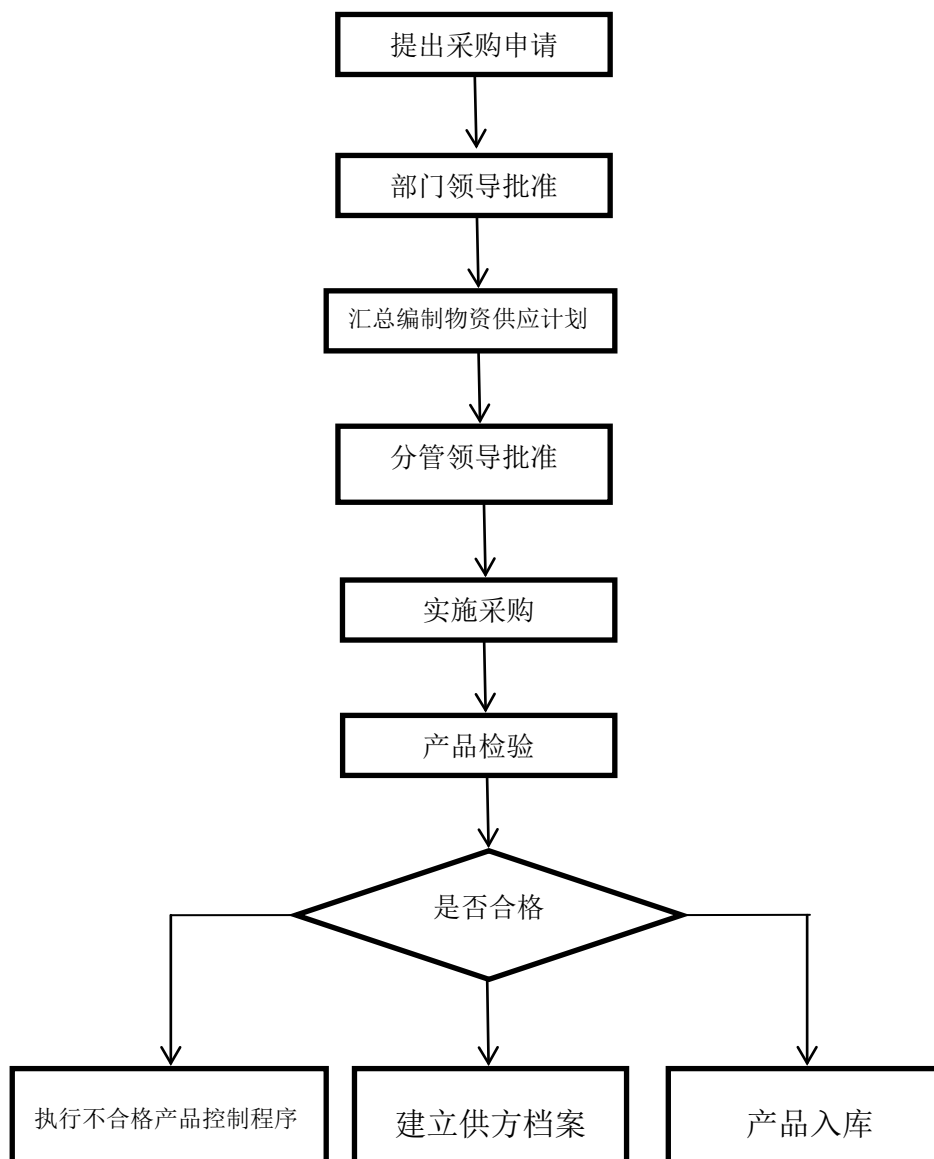 提出采购申请
部门领导批准
汇总编制物资供应计划
分管领导批准
实施采购
产品检验
是否合格
执行不合格产品控制程序
建立供方档案
产品入库